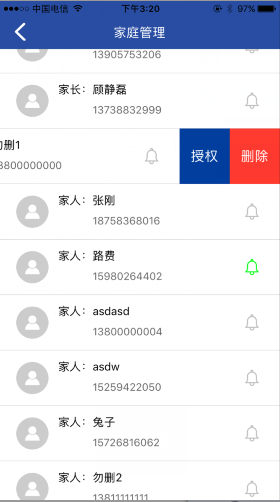 中国电信 下午3:20 97%
家庭管理
13905753206
家长: 顾静磊
13738832999
勿删1
3800000000
授权 删除
家人: 张刚
18758368016
家人: 路费
15980264402
家人: asdasd
13800000004
家人: asdw
15259422050
家人: 兔子
15726816062
家人: 勿删2
13811111111